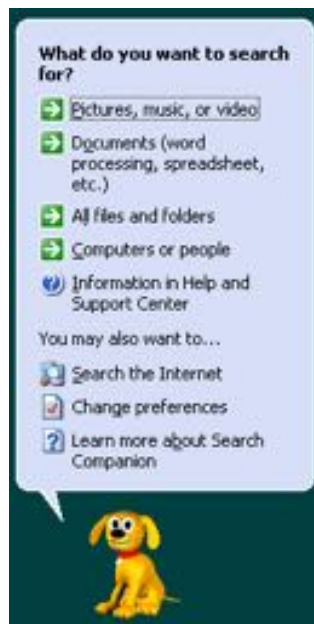 What do you want to search
for?
Pictures, music, or video
Documents (word
processing, spreadsheet,
etc.)
All files and folders
Computers or people
Information in Help and
Support Center
You may also want to...
Search the Internet
Change preferences
Learn more about Search
Companion